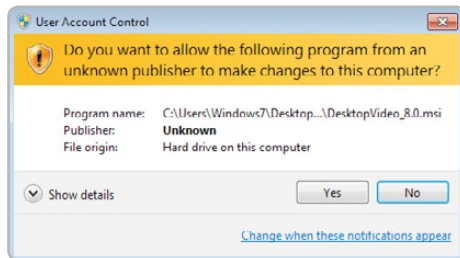 User Account Control
Do you want to allow the following program from an
unknown publisher to make changes to this computer?
Program name: C:\Users\Windows7\Desktop...\DesktopVideo_8.0.msi
Publisher: Unknown
File origin: Hard drive on this computer
Show details
Yes No
Change when these notifications appear